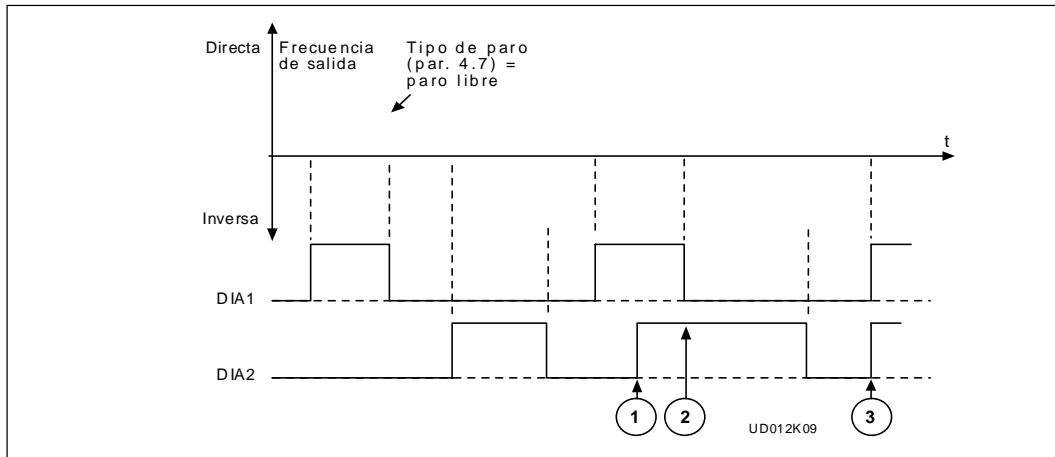 Directa
Frecuencia
de salida
Tipo de paro
(par. 4.7) =
paro libre
t
Inversa
DIA1
DIA2
1
2
3
UD012K09